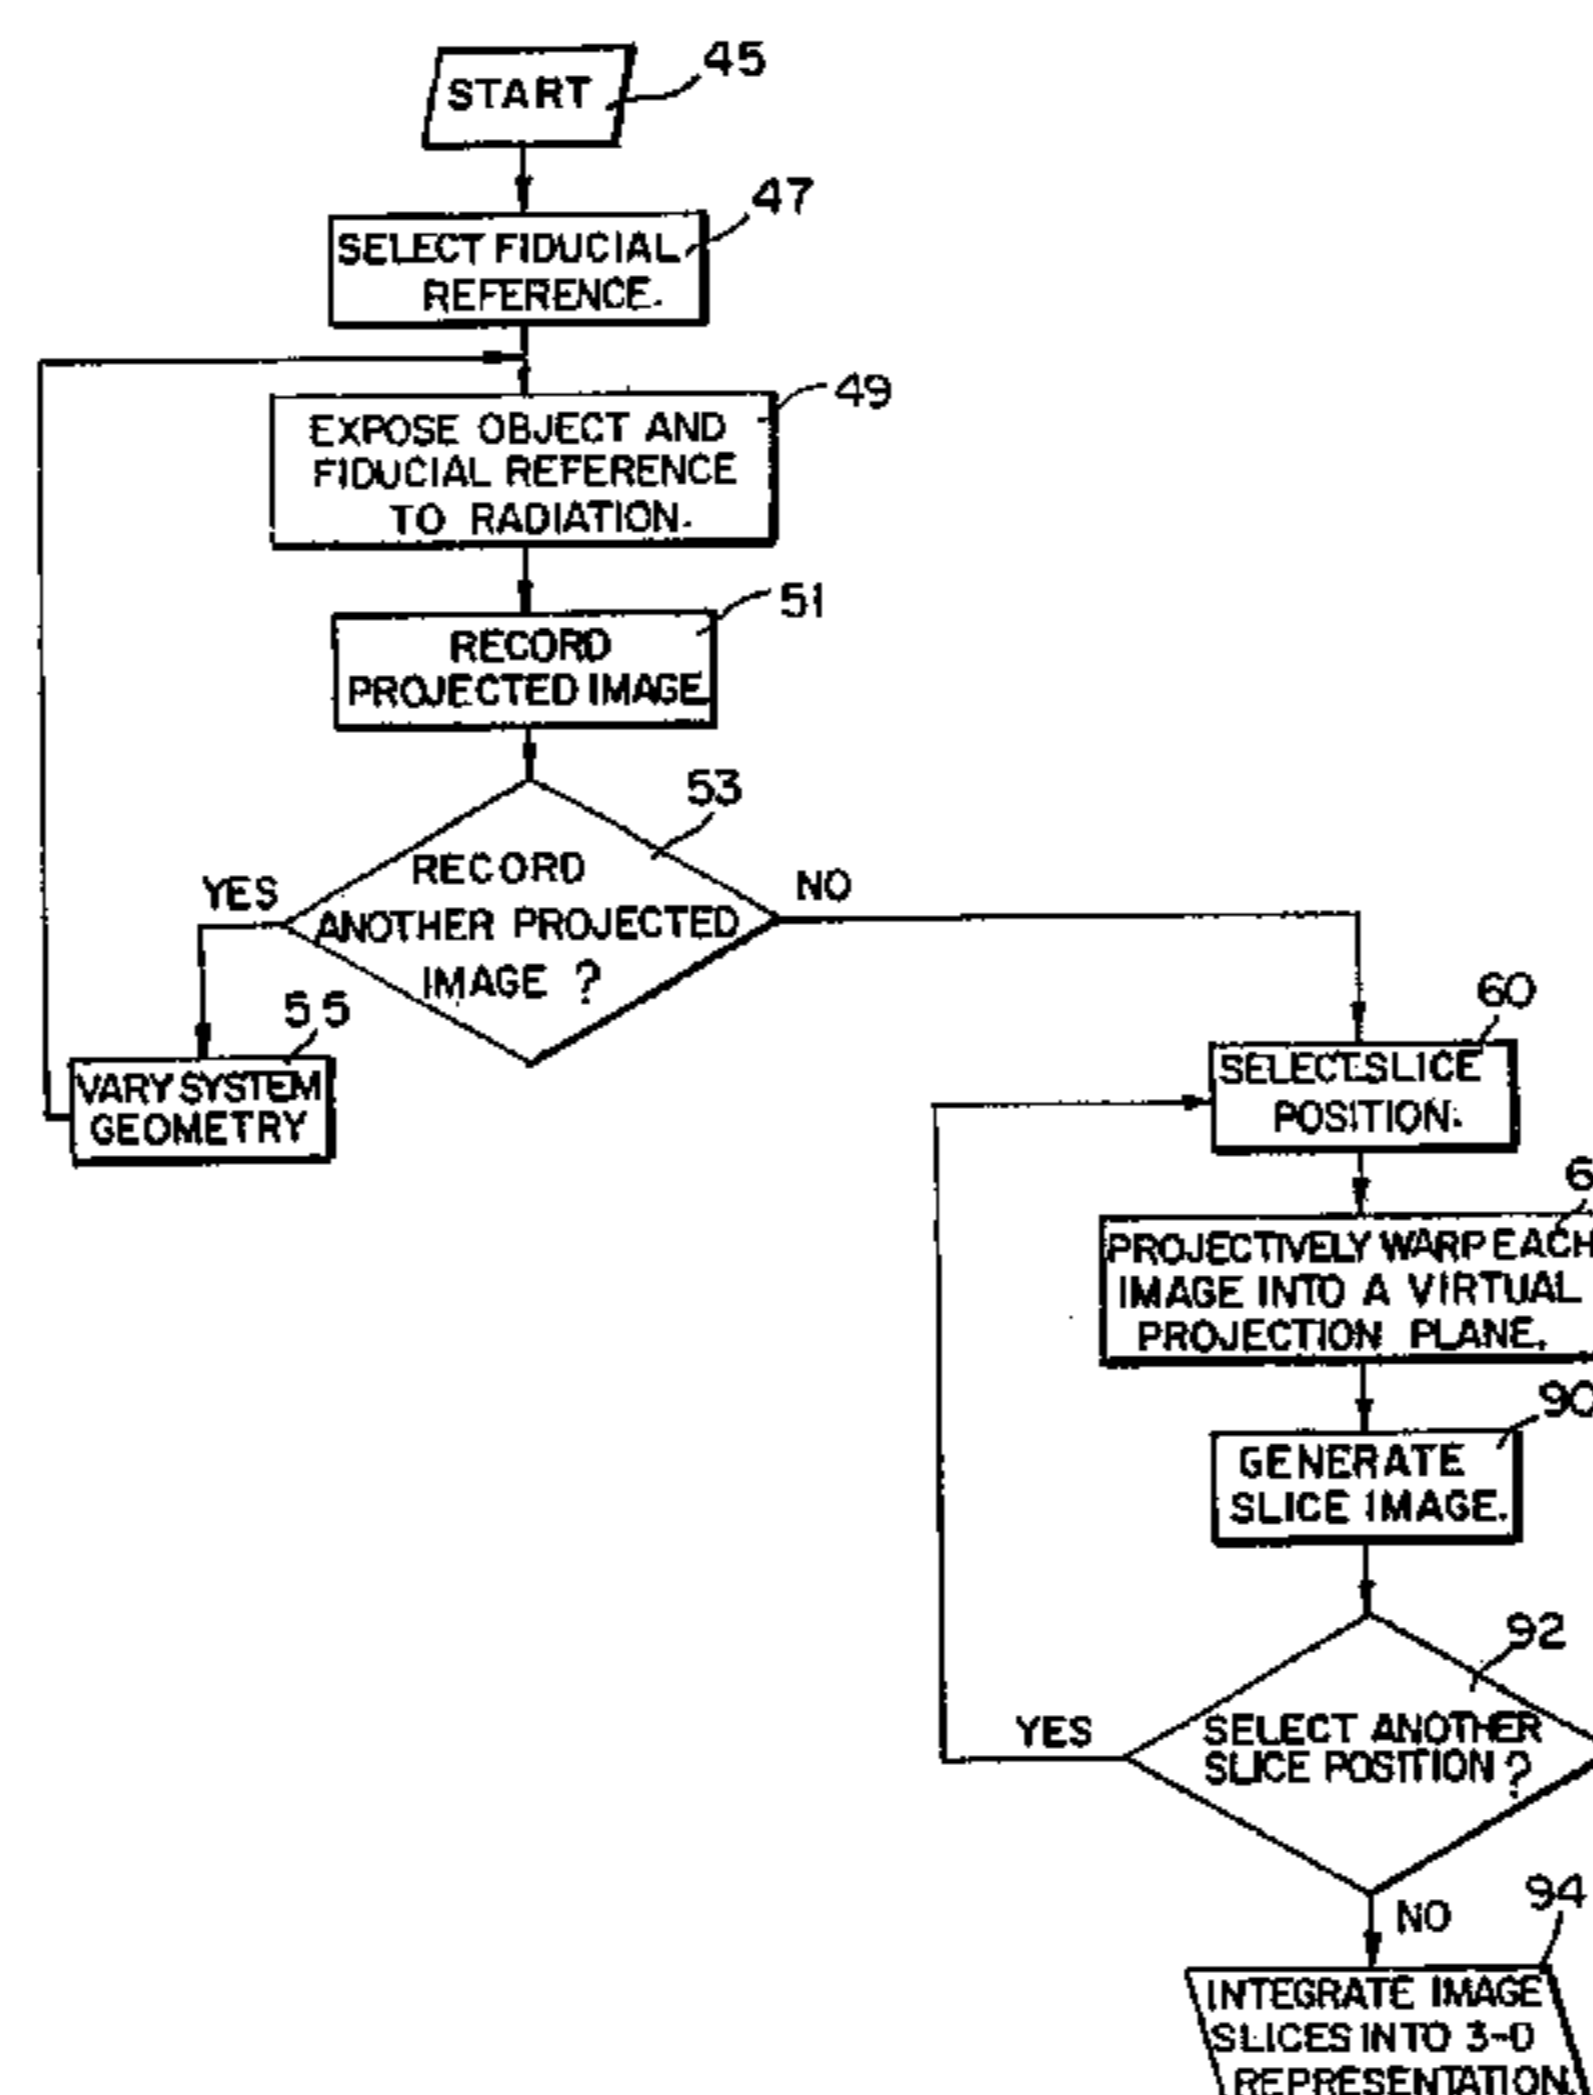 45
START
47
SELECT FIDUCIAL
REFERENCE.
49
EXPOSE OBJECT AND
FIDUCIAL REFERENCE
TO RADIATION.
51
RECORD
PROJECTED IMAGE
53
RECORD
ANOTHER PROJECTED
IMAGE ?
YES
NO
55
VARY SYSTEM
GEOMETRY
60
SELECT SLICE
POSITION.
PROJECTIVELY WARP EACH
IMAGE INTO A VIRTUAL
PROJECTION PLANE.
90
GENERATE
SLICE IMAGE.
92
SELECT ANOTHER
SLICE POSITION ?
YES
NO
94
INTEGRATE IMAGE
SLICES INTO 3-D
REPRESENTATION.